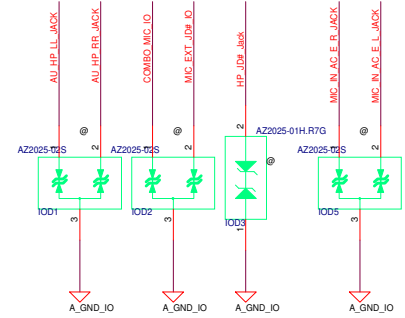 AU_HP_LL_JACK
AU_HP_RR_JACK
COMBO_MIC_IO
MIC_EXT_JD#_IO
HP_JD#_Jack
MIC_IN_AC_E_R_JACK
MIC_IN_AC_E_L_JACK
@
@
2
AZ2025-01H.R7G
@
AZ2025-02S
2
AZ2025-02S
2
@
AZ2025-02S
2
IOD1
3
IOD2
3
IOD3
1
IOD5
3
A_GND_IO
A_GND_IO
A_GND_IO
A_GND_IO